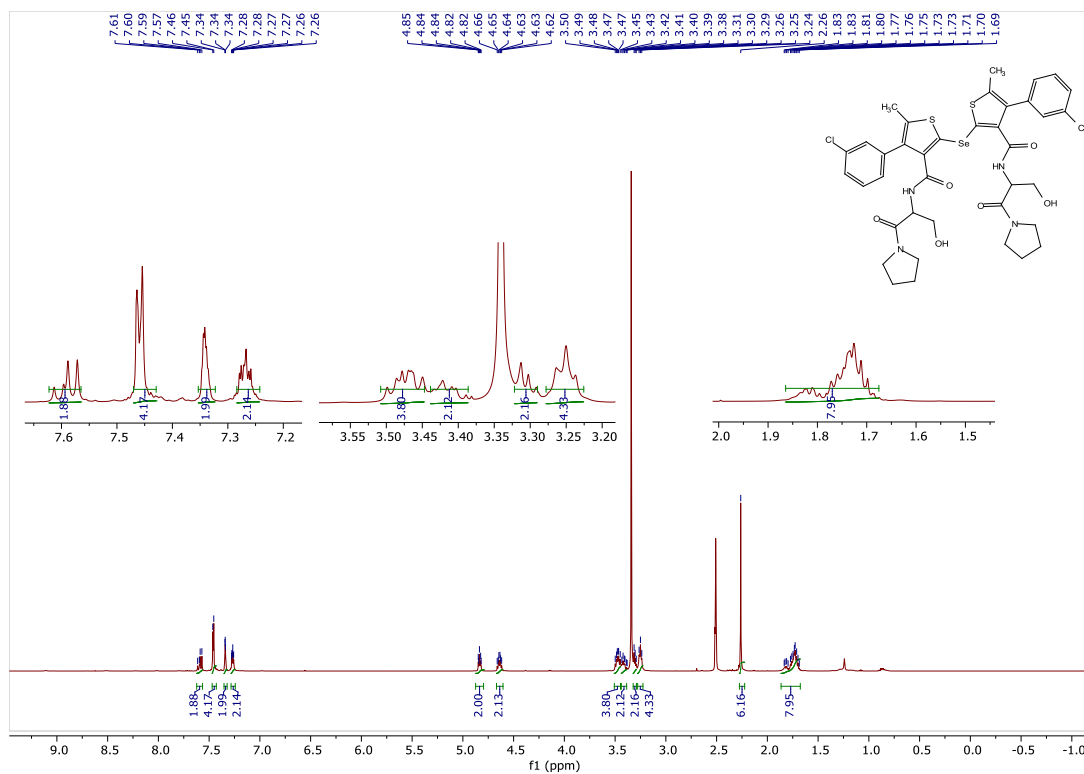 7.61 7.60 7.59 7.57 7.46 7.45 7.34 7.34 7.34 7.28 7.28 7.27 7.27 7.26 7.26 4.85 4.84 4.84 4.82 4.82 4.66 4.65 4.64 4.63 4.63 4.62 3.50 3.49 3.48 3.47 3.47 3.45 3.43 3.42 3.41 3.40 3.39 3.38 3.31 3.30 3.29 3.26 3.25 3.24 2.26 1.83 1.83 1.81 1.80 1.77 1.76 1.75 1.73 1.73 1.71 1.70 1.69
CH3 S Cl
CH3 S
Cl Se
O
NH
NH O
OH
O
O
N
OH
N
1.88 4.17 1.99 2.14
3.80 2.12 2.16 4.33
7.95
7.6 7.5 7.4 7.3 7.2
3.55 3.50 3.45 3.40 3.35 3.30 3.25 3.20
2.0 1.9 1.8 1.7 1.6 1.5
1.88 4.17 1.99 2.14 2.00 2.13 3.80 2.12 2.16 4.33 6.16 7.95
9.0 8.5 8.0 7.5 7.0 6.5 6.0 5.5 5.0 4.5 4.0 3.5 3.0 2.5 2.0 1.5 1.0 0.5 0.0 -0.5 -1.0
f1 (ppm)